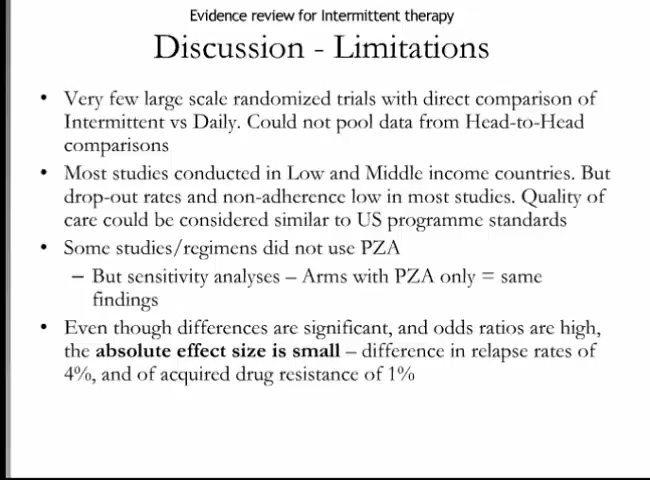 Evidence review for Intermittent therapy
Discussion - Limitations
• Very few large scale randomized trials with direct comparison of
Intermittent vs Daily. Could not pool data from Head-to-Head
comparisons
• Most studies conducted in Low and Middle income countries. But
drop-out rates and non-adherence low in most studies. Quality of
care could be considered similar to US programme standards
• Some studies/regimens did not use PZA
– But sensitivity analyses – Arms with PZA only = same
findings
• Even though differences are significant, and odds ratios are high,
the absolute effect size is small – difference in relapse rates of
4%, and of acquired drug resistance of 1%